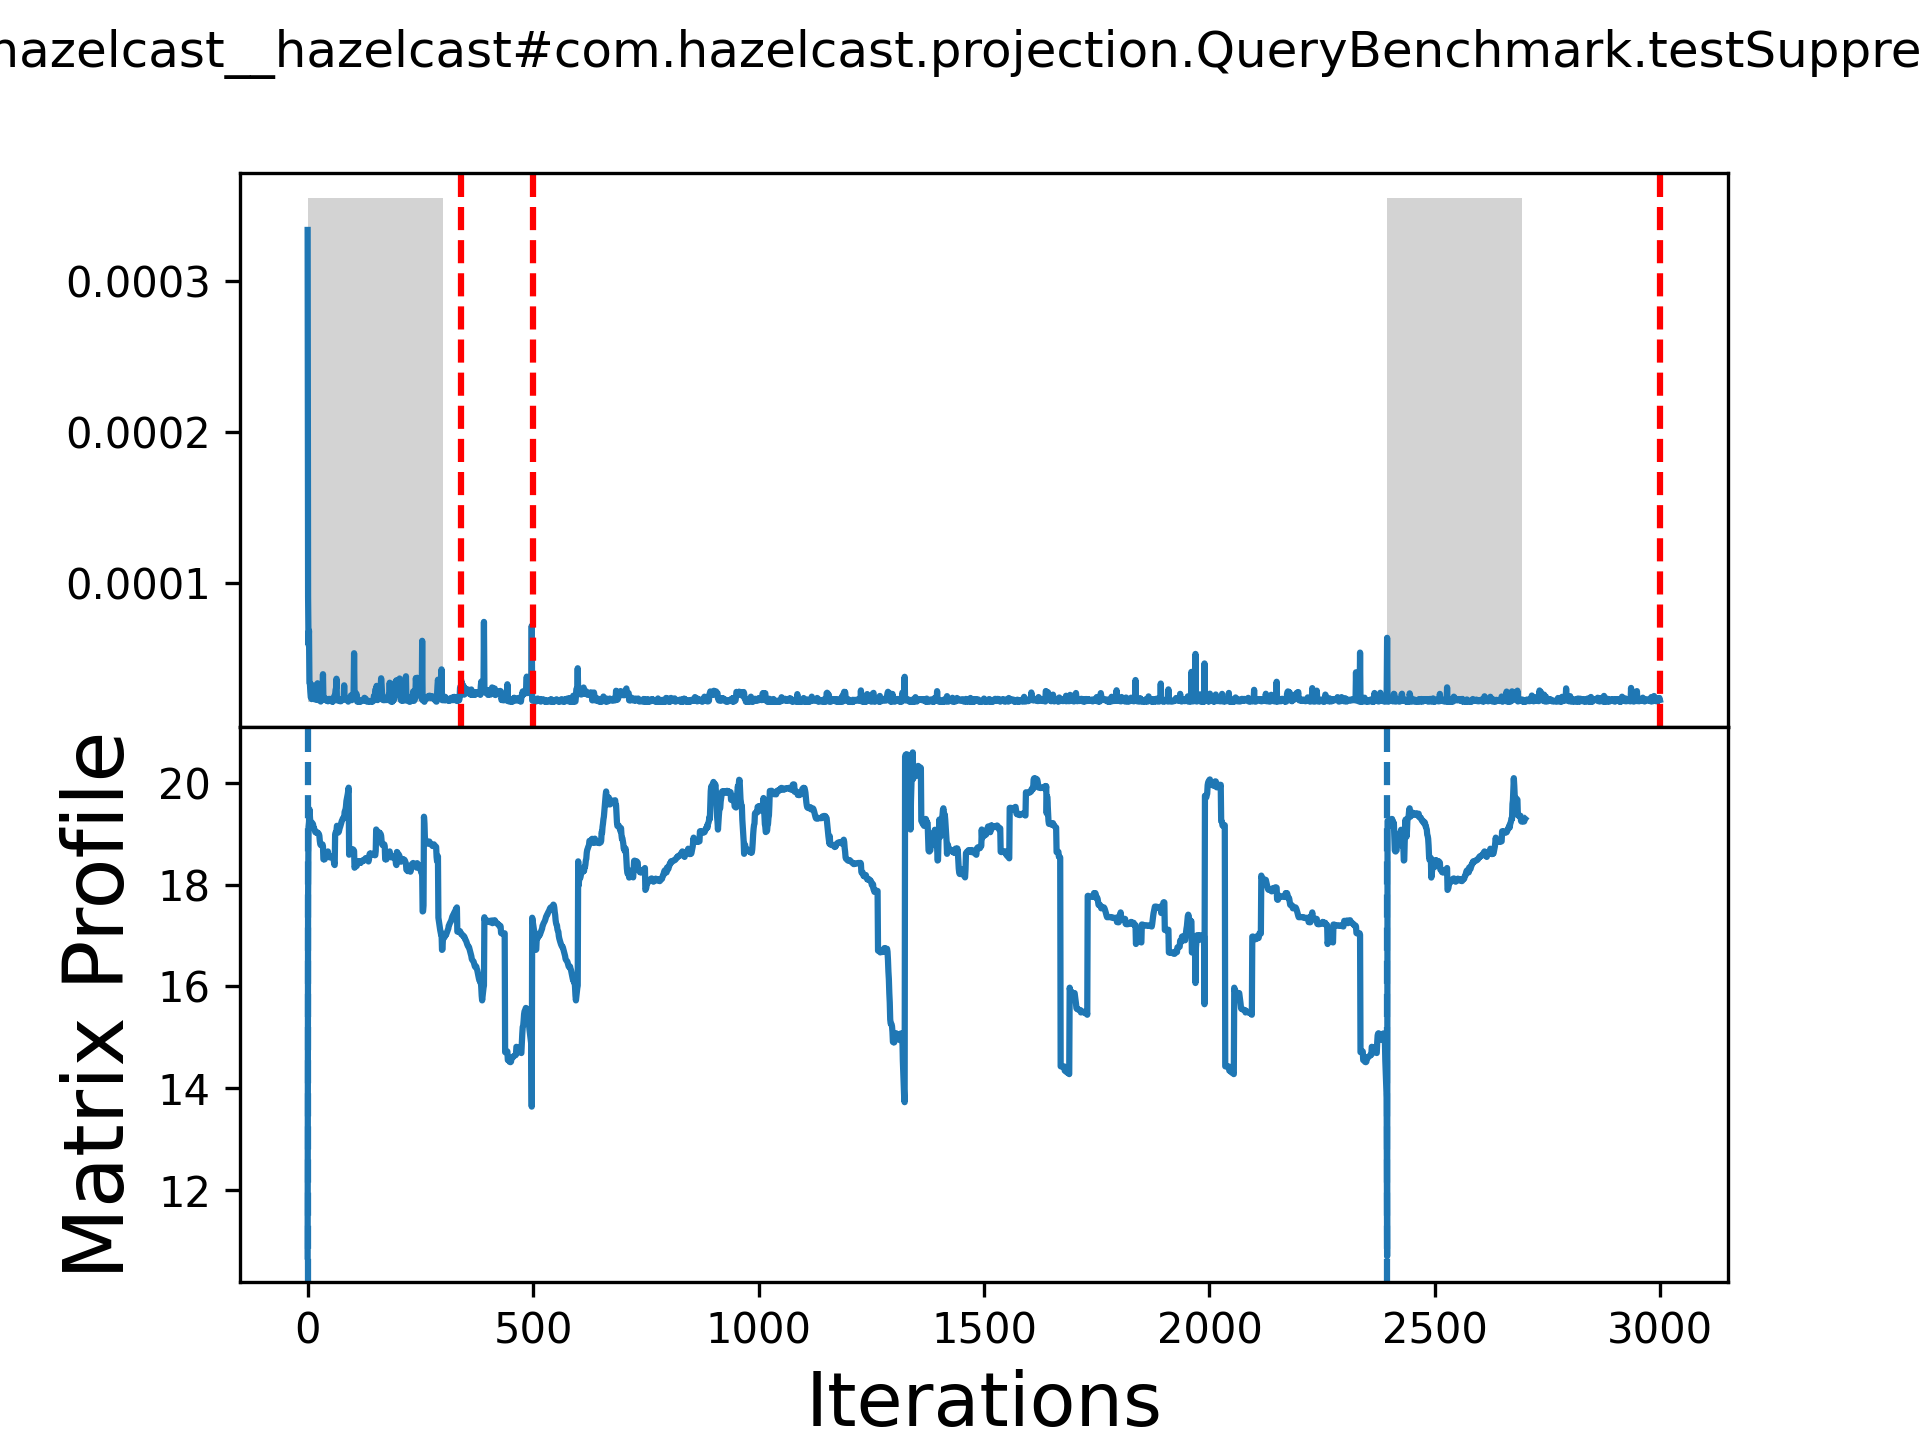 hazelcast__hazelcast#com.hazelcast.projection.QueryBenchmark.testSuppre
0.0003
0.0002
0.0001
Matrix Profile
20
18
16
14
12
0 500 1000 1500 2000 2500 3000
Iterations